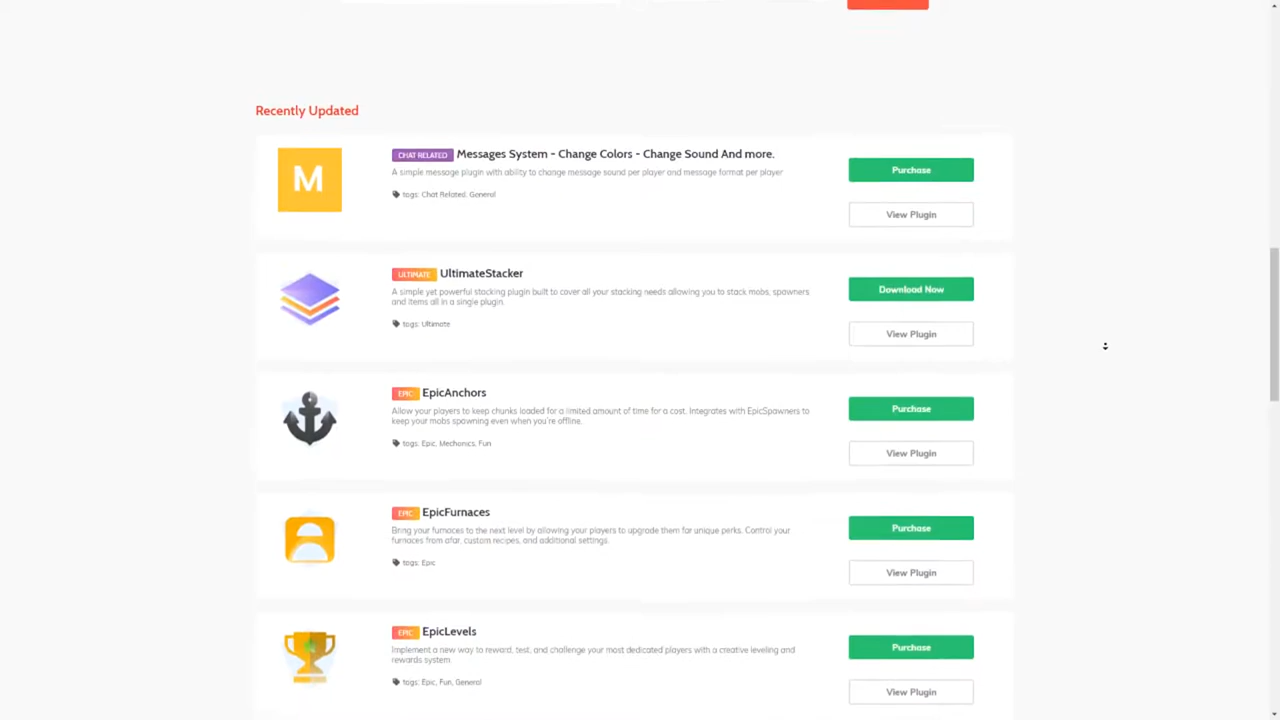 Recently Updated
M
CHAT RELATED Messages System - Change Colors - Change Sound And more.
A simple message plugin with ability to change message sound per player and message format per player
tags: Chat Related, General
Purchase
View Plugin
ULTIMATE UltimateStacker
A simple yet powerful stacking plugin built to cover all your stacking needs allowing you to stack mobs, spawners
and items all in a single plugin.
tags: Ultimate
Download Now
View Plugin
EPIC EpicAnchors
Allow your players to keep chunks loaded for a limited amount of time for a cost. Integrates with EpicSpawners to
keep your mobs spawning even when you're offline.
tags: Epic, Mechanics, Fun
Purchase
View Plugin
EPIC EpicFurnaces
Bring your furnaces to the next level by allowing your players to upgrade them for unique perks. Control your
furnaces from afar, custom recipes, and additional settings.
tags: Epic
Purchase
View Plugin
EPIC EpicLevels
Implement a new way to reward, test, and challenge your most dedicated players with a creative leveling and
rewards system.
tags: Epic, Fun, General
Purchase
View Plugin